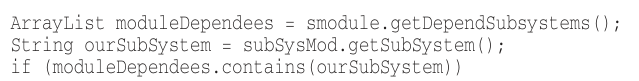 ArrayList moduleDependees = smodule.getDependSubsystems();
String ourSubSystem = subSysMod.getSubSystem();
if (moduleDependees.contains(ourSubSystem))